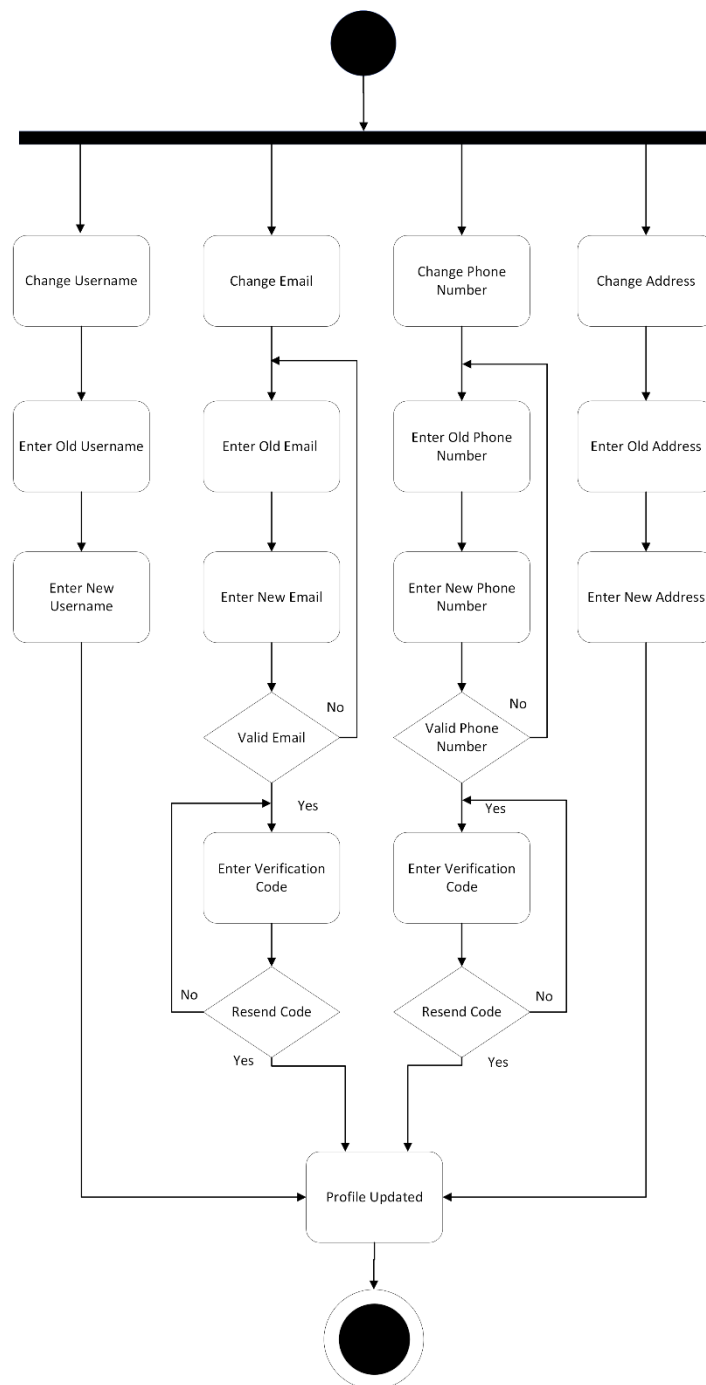 Change Username
Change Email
Change Phone
Number
Change Address
Enter Old Username
Enter Old Email
Enter Old Phone
Number
Enter Old Address
Enter New
Username
Enter New Email
Enter New Phone
Number
Enter New Address
No
No
Valid Email
Valid Phone
Number
Yes
Yes
Enter Verification
Code
Enter Verification
Code
No
Resend Code
Resend Code
No
Yes
Yes
Profile Updated